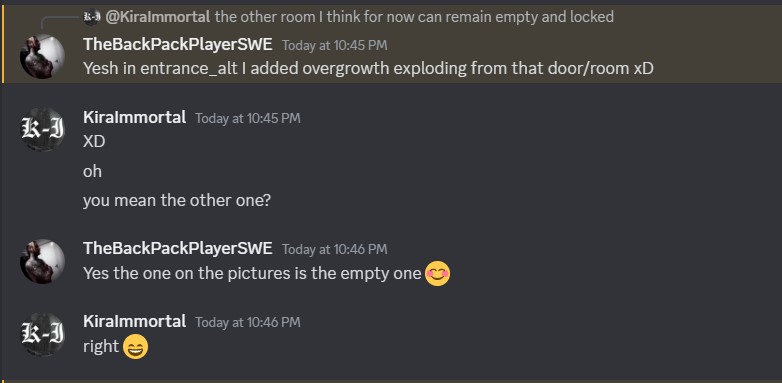 K-I @KiraImmortal the other room I think for now can remain empty and locked
TheBackPackPlayerSWE Today at 10:45 PM
Yesh in entrance_alt I added overgrowth exploding from that door/room xD
K-I
KiraImmortal Today at 10:45 PM
XD
oh
you mean the other one?
TheBackPackPlayerSWE Today at 10:46 PM
Yes the one on the pictures is the empty one 😊
K-I
KiraImmortal Today at 10:46 PM
right 😄